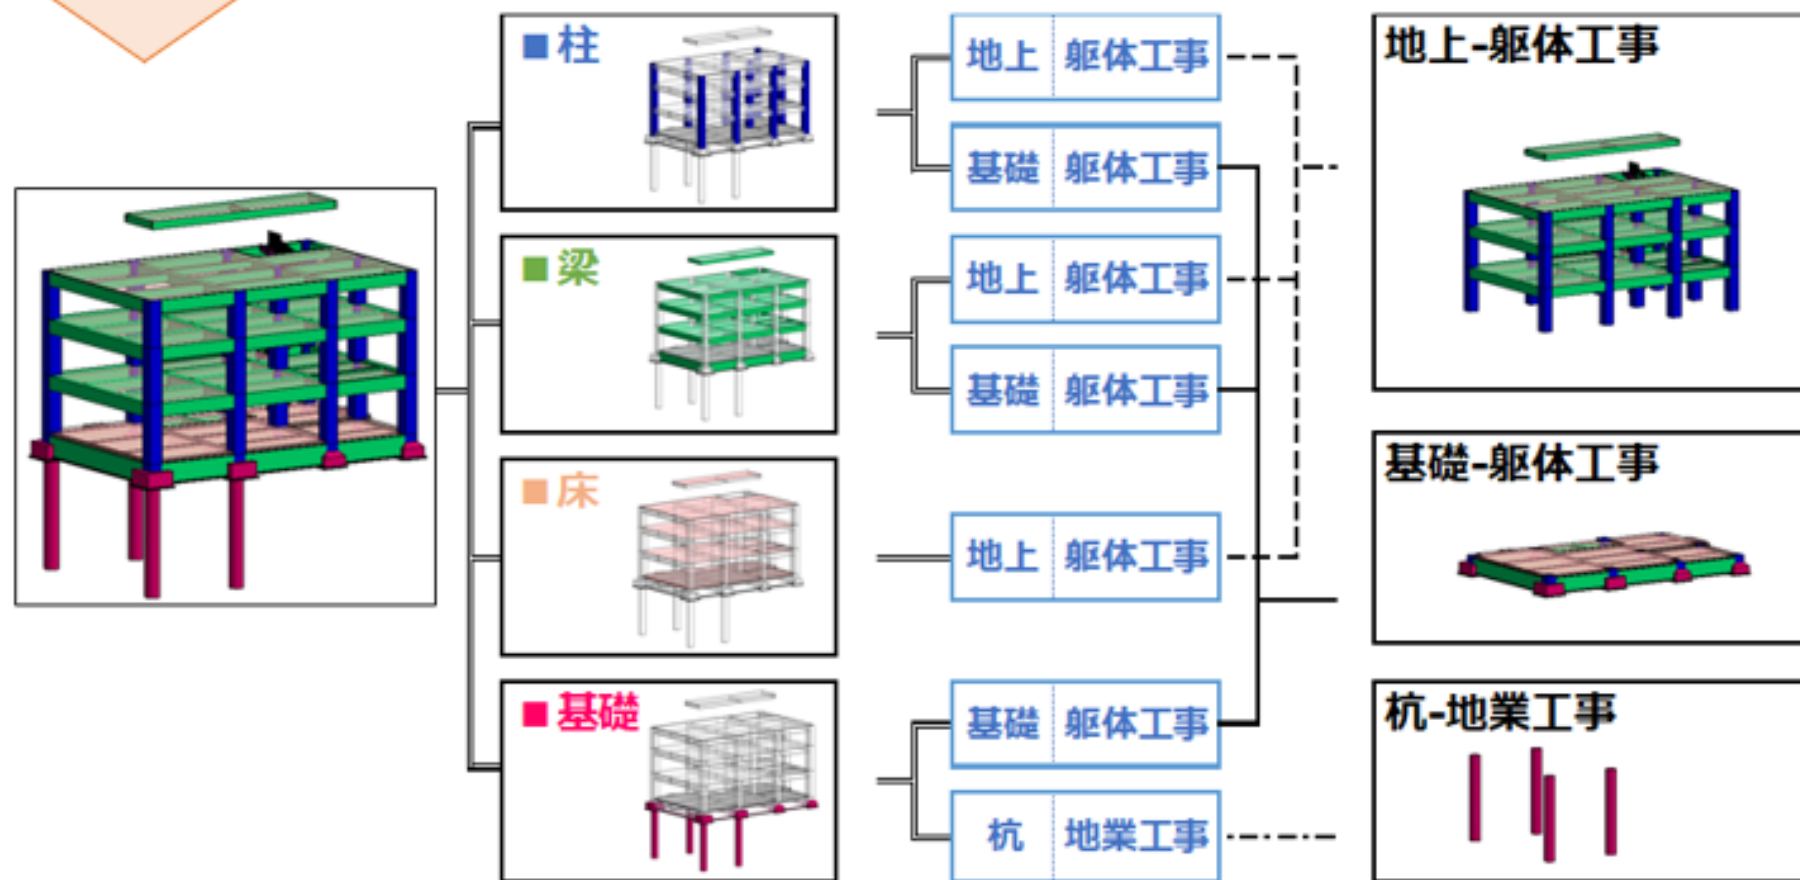 ■柱
地上 躯体工事
基礎 躯体工事
■梁
地上 躯体工事
基礎 躯体工事
■床
地上 躯体工事
■基礎
基礎 躯体工事
杭 地業工事
地上-躯体工事
基礎-躯体工事
杭-地業工事